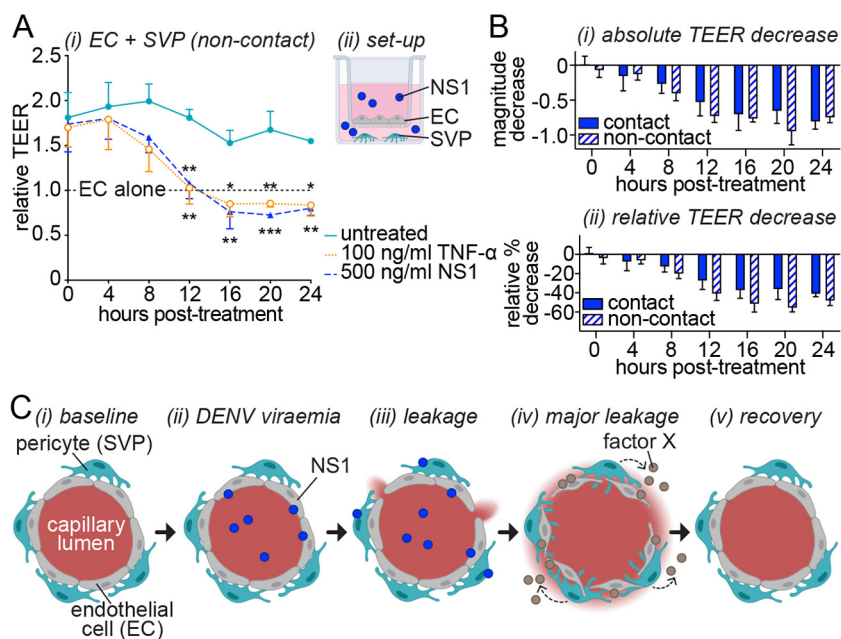 A
(i) EC + SVP (non-contact)
relative TEER
2.5
2.0
1.5
1.0
0.5
0.0
EC alone
** * ** *
** ** *** **
0 4 8 12 16 20 24
hours post-treatment
(ii) set-up
NS1
EC
SVP
untreated
100 ng/ml TNF-α
500 ng/ml NS1
B
(i) absolute TEER decrease
magnitude
decrease
0
-0.5
-1.0
contact
non-contact
0 4 8 12 16 20 24
hours post-treatment
(ii) relative TEER decrease
relative %
decrease
0
-20
-40
-60
contact
non-contact
0 4 8 12 16 20 24
hours post-treatment
C
(i) baseline
pericyte (SVP)
capillary
lumen
endothelial
cell (EC)
(ii) DENV viraemia
NS1
(iii) leakage
(iv) major leakage
factor X
(v) recovery